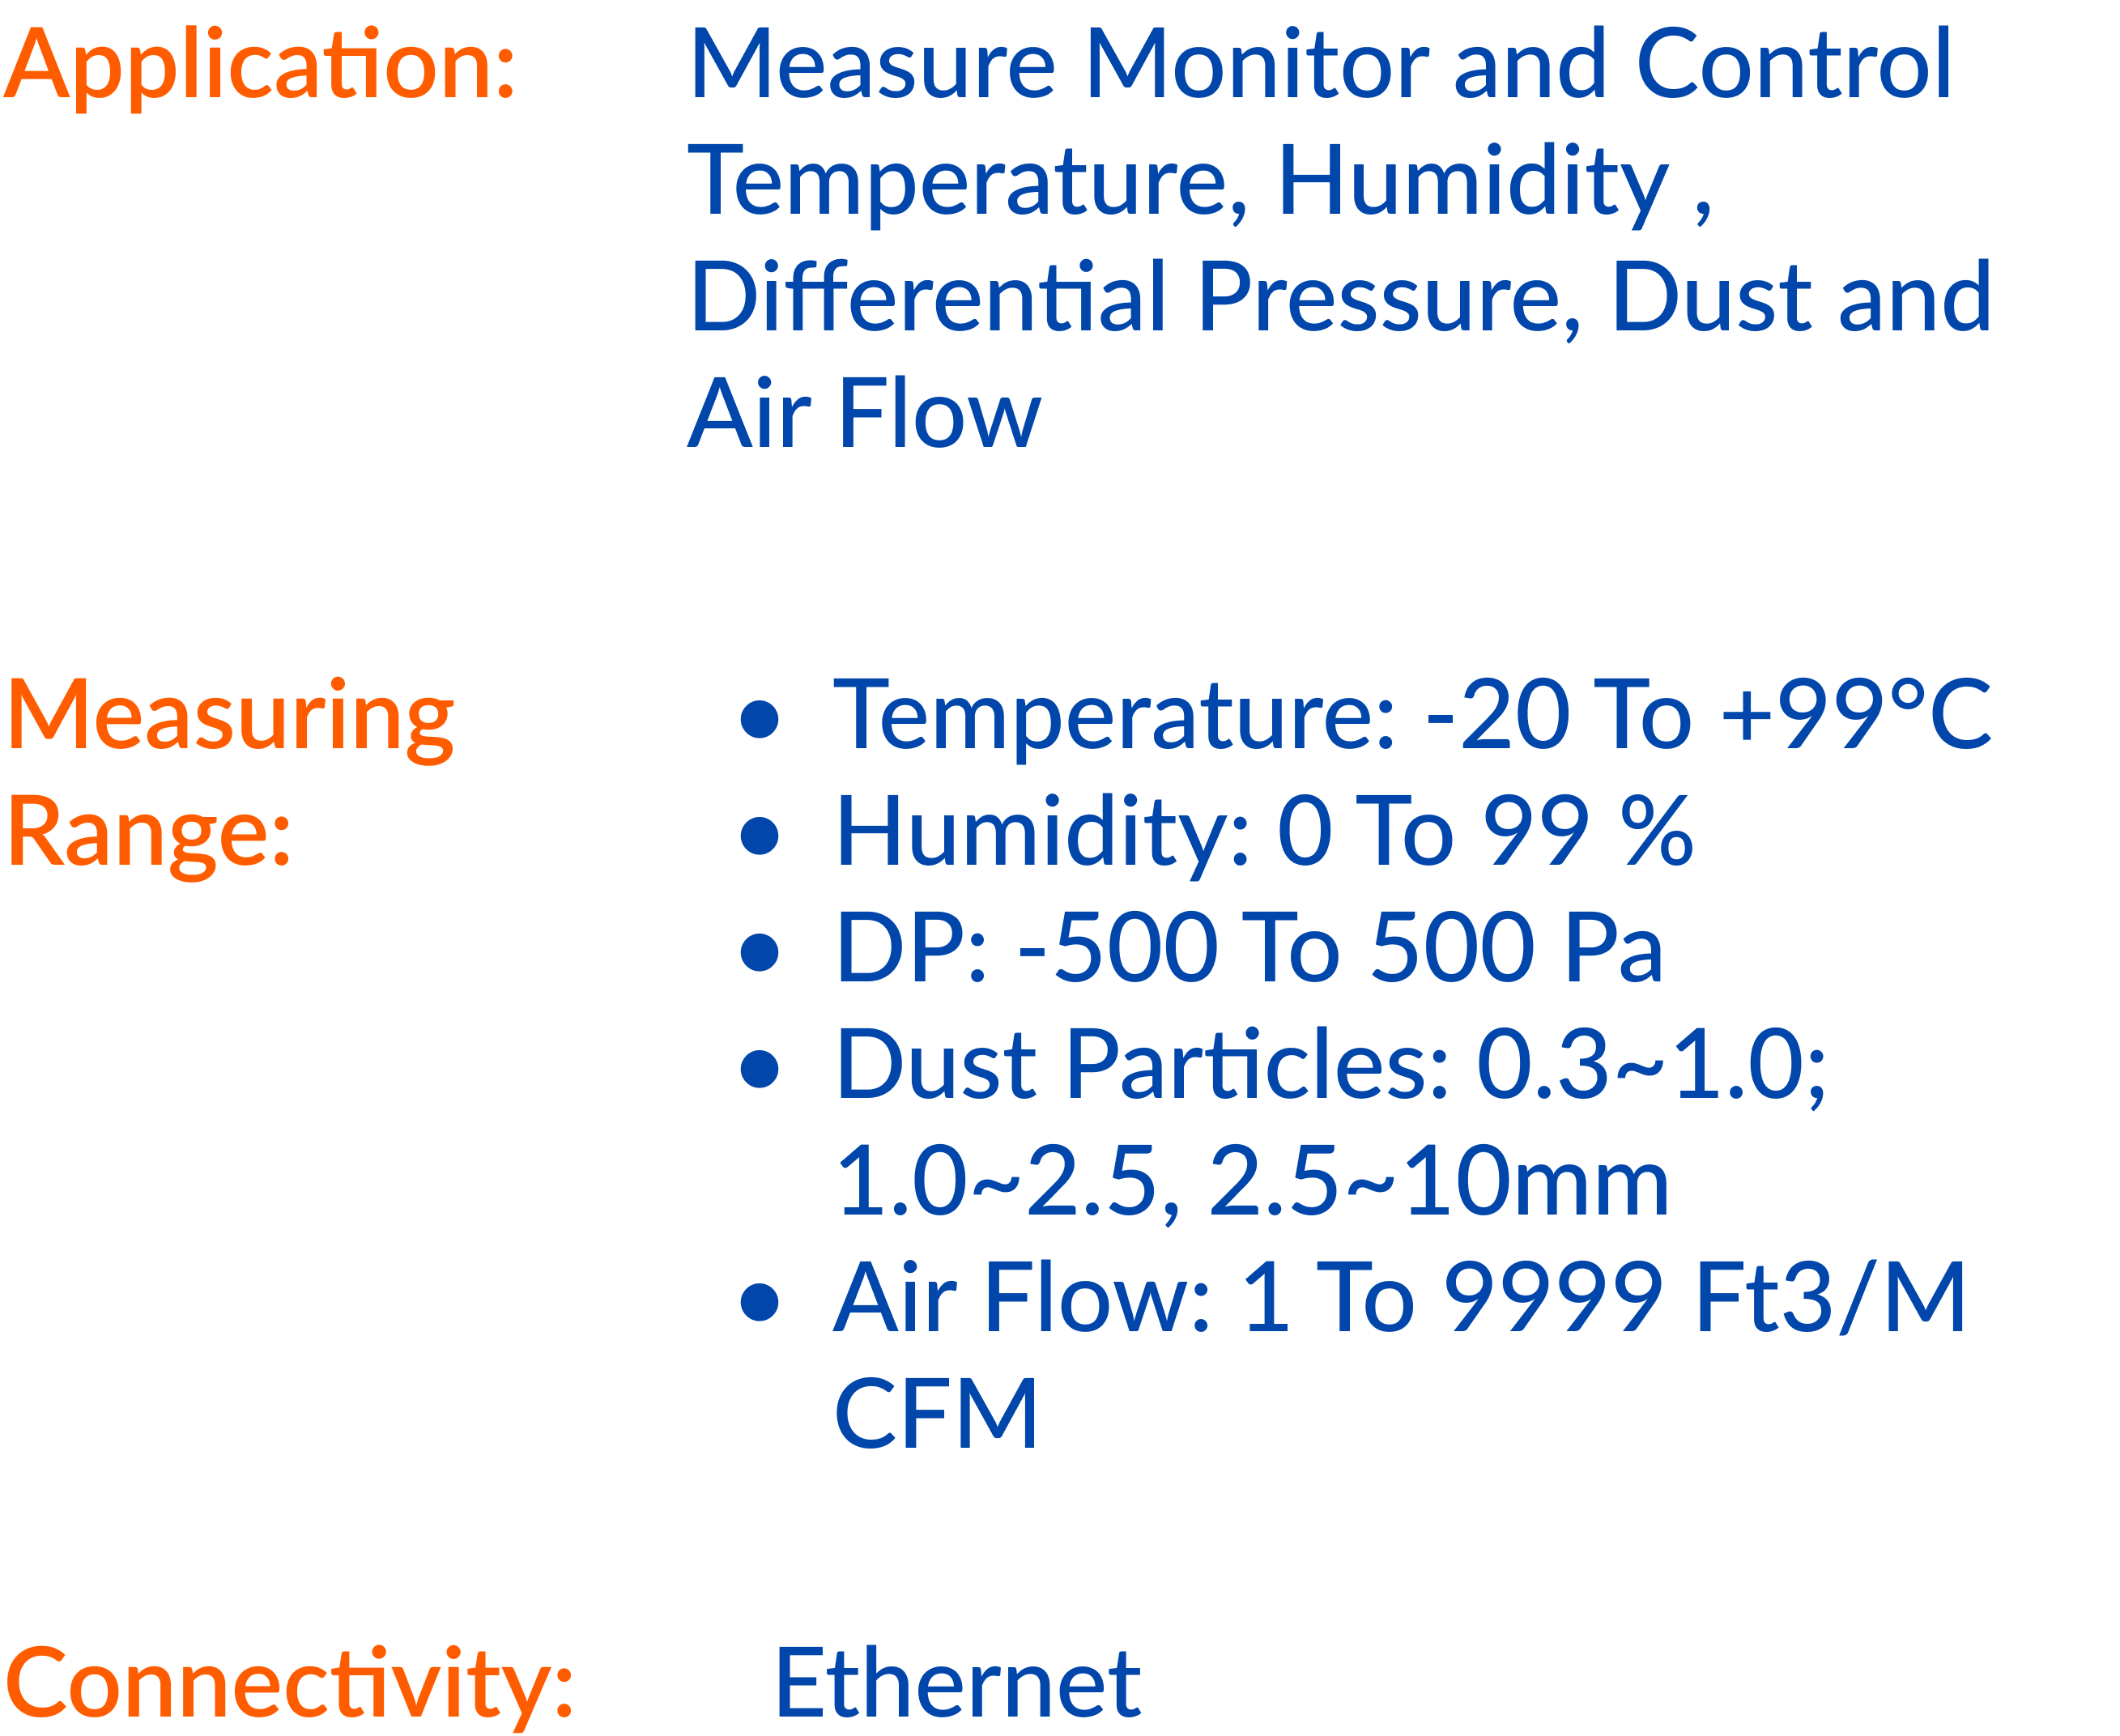 Application:
Measure Monitor and Control
Temperature, Humidity ,
Differential Pressure, Dust and
Air Flow
Measuring
Range:
• Temperature: -20 To +99°C
• Humidity: 0 To 99 %
• DP: -500 To 500 Pa
• Dust Particles: 0.3~1.0;
1.0~2.5, 2.5~10mm
• Air Flow: 1 To 9999 Ft3/M
CFM
Connectivity:
Ethernet